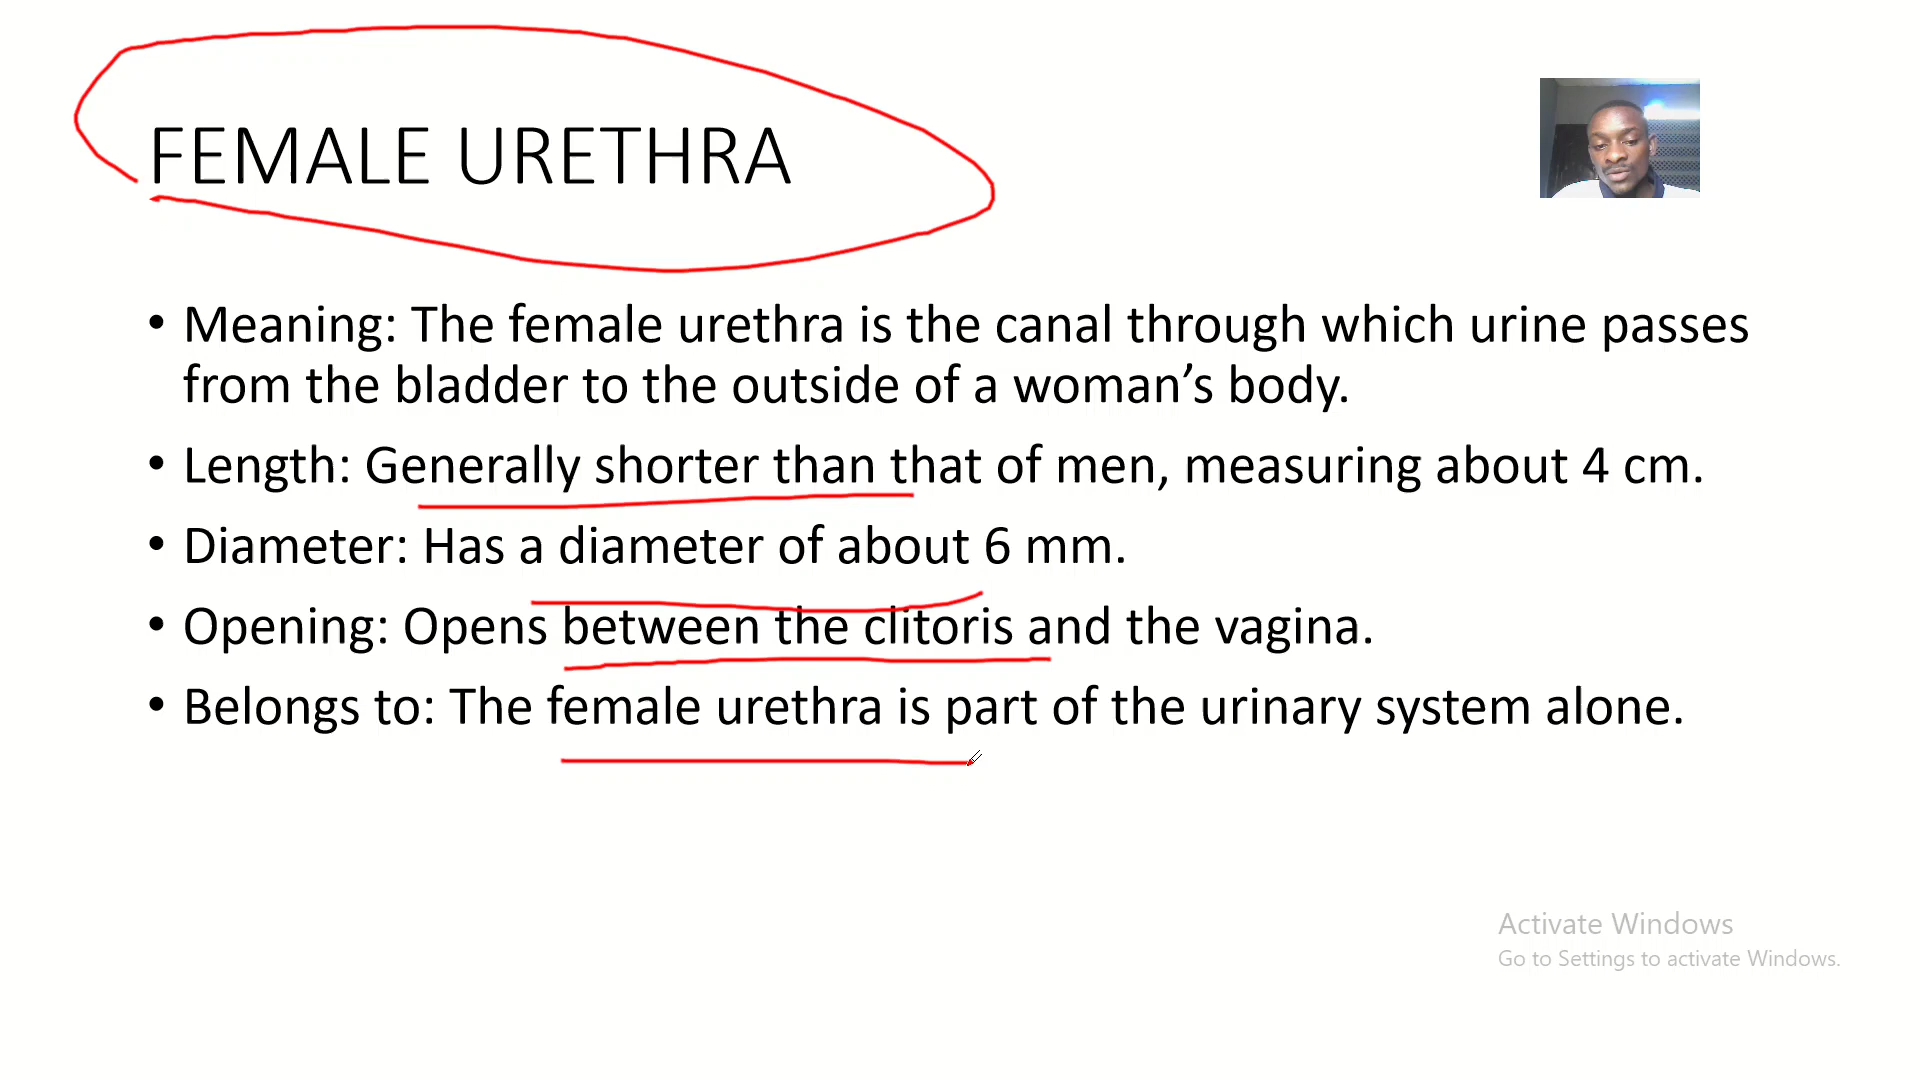 FEMALE URETHRA
• Meaning: The female urethra is the canal through which urine passes
from the bladder to the outside of a woman’s body.
• Length: Generally shorter than that of men, measuring about 4 cm.
• Diameter: Has a diameter of about 6 mm.
• Opening: Opens between the clitoris and the vagina.
• Belongs to: The female urethra is part of the urinary system alone.
Activate Windows
Go to Settings to activate Windows.